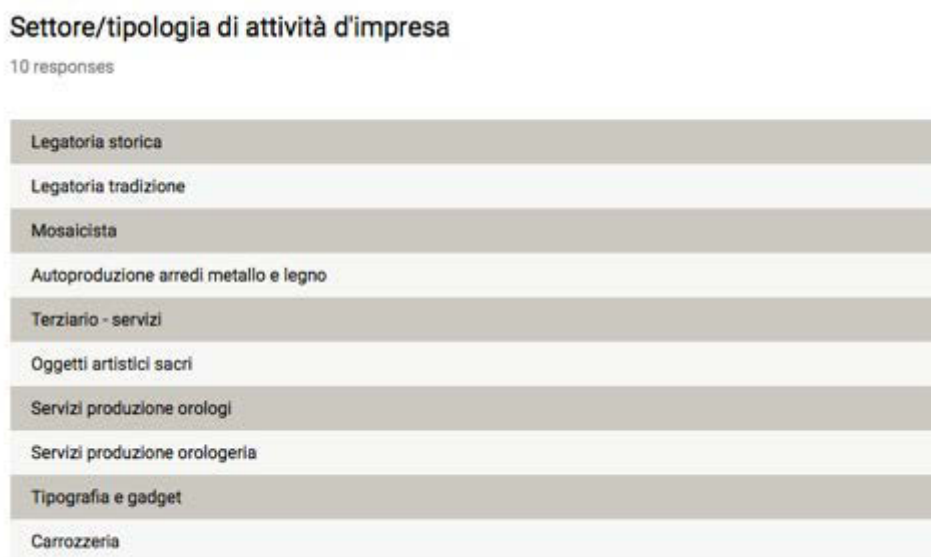 Settore/tipologia di attività d'impresa
10 responses
Legatoria storica
Legatoria tradizione
Mosaicista
Autoproduzione arredi metallo e legno
Terziario - servizi
Oggetti artistici sacri
Servizi produzione orologi
Servizi produzione orologeria
Tipografia e gadget
Carrozzeria